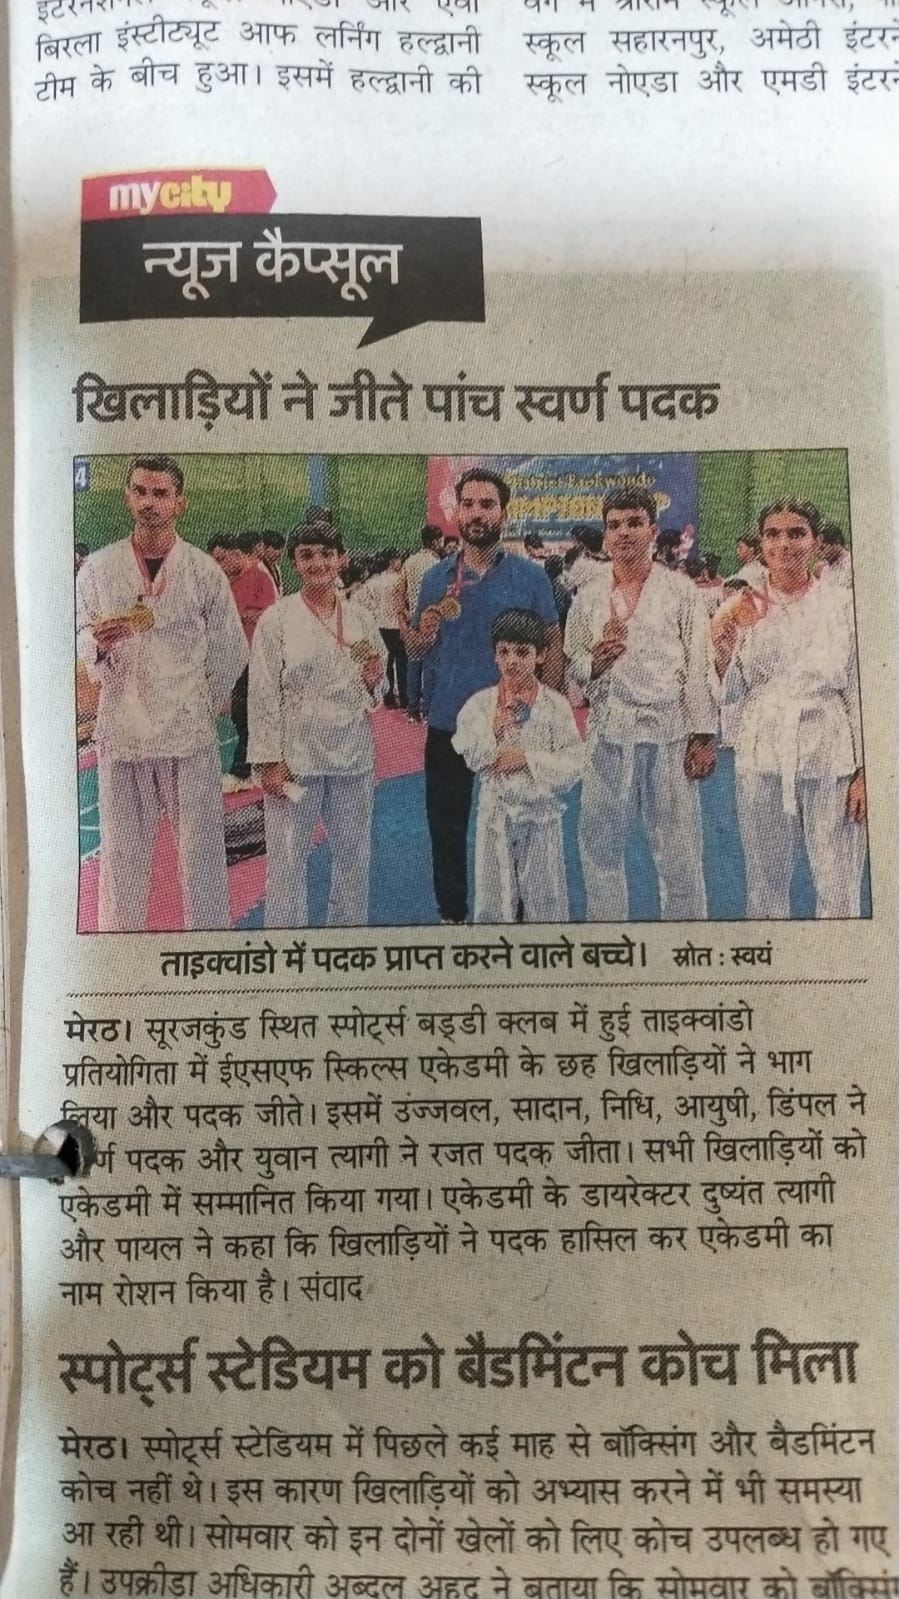 बिरला इंस्टीट्यूट आफ लर्निंग हल्द्वानी
टीम के बीच हुआ। इसमें हल्द्वानी की
स्कूल सहारनपुर, अमेठी
स्कूल नोएडा और एमडी
mycity
न्यूज कैप्सूल
खिलाड़ियों ने जीते पांच स्वर्ण पदक
4
District Taekwondo
ताइक्वांडो में पदक प्राप्त करने वाले बच्चे। स्रोत : स्वयं
मेरठ। सूरजकुंड स्थित स्पोर्ट्स बड्डी क्लब में हुई ताइक्वांडो
प्रतियोगिता में ईएसएफ स्किल्स एकेडमी के छह खिलाड़ियों ने भाग
लिया और पदक जीते। इसमें उज्जवल, सादान, निधि, आयुषी, डिंपल ने
पदक और युवान त्यागी ने रजत पदक जीता। सभी खिलाड़ियों को
एकेडमी में सम्मानित किया गया। एकेडमी के डायरेक्टर दुष्यंत त्यागी
और पायल ने कहा कि खिलाड़ियों ने पदक हासिल कर एकेडमी का
नाम रोशन किया है। संवाद
स्पोर्ट्स स्टेडियम को बैडमिंटन कोच मिला
मेरठ। स्पोर्ट्स स्टेडियम में पिछले कई माह से बॉक्सिंग और बैडमिंटन
कोच नहीं थे। इस कारण खिलाड़ियों को अभ्यास करने में भी समस्या
आ रही थी। सोमवार को इन दोनों खेलों को लिए कोच उपलब्ध हो गए
हैं। उपक्रीडा अधिकारी अब्दुल अहद ने बताया कि सोमवार को